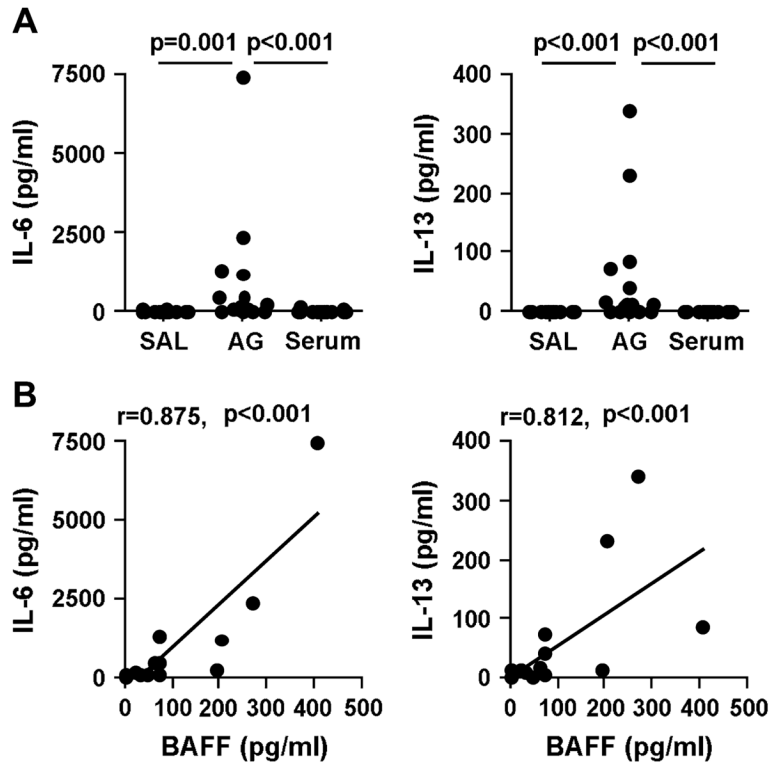 A
p=0.001 p<0.001
IL-6 (pg/ml)
7500
5000
2500
0
SAL AG Serum
p<0.001 p<0.001
IL-13 (pg/ml)
400
300
200
100
0
SAL AG Serum
B
r=0.875, p<0.001
IL-6 (pg/ml)
7500
5000
2500
0
0 100 200 300 400 500
BAFF (pg/ml)
r=0.812, p<0.001
IL-13 (pg/ml)
400
300
200
100
0
0 100 200 300 400 500
BAFF (pg/ml)